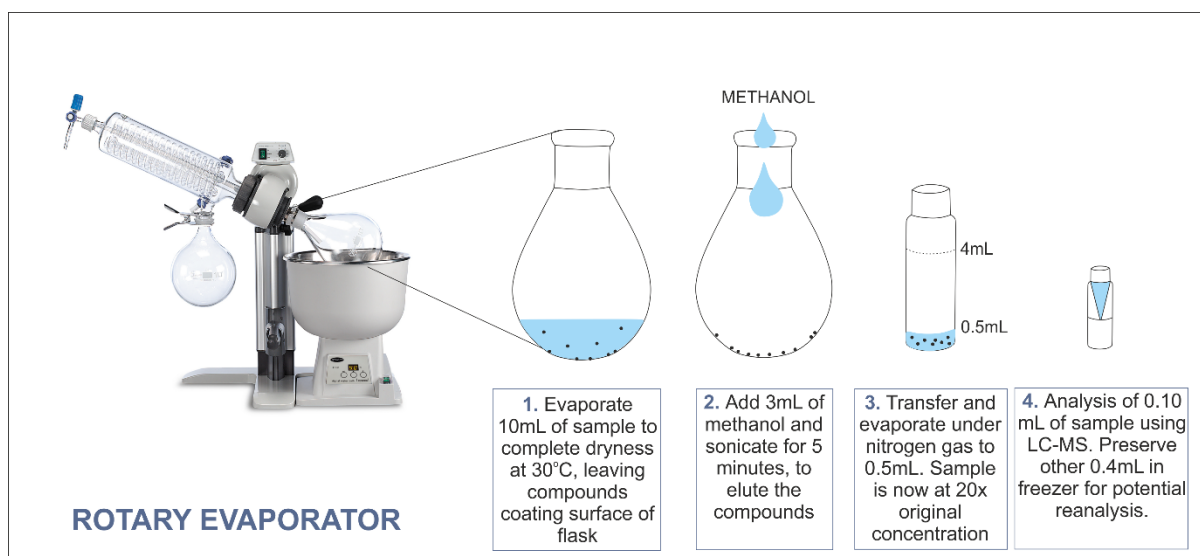 METHANOL
4mL
0.5mL
1. Evaporate
10mL of sample to
complete dryness
at 30°C, leaving
compounds
coating surface of
flask
2. Add 3mL of
methanol and
sonicate for 5
minutes, to
elute the
compounds
3. Transfer and
evaporate under
nitrogen gas to
0.5mL. Sample
is now at 20x
original
concentration
4. Analysis of 0.10
mL of sample using
LC-MS. Preserve
other 0.4mL in
freezer for potential
reanalysis.
ROTARY EVAPORATOR